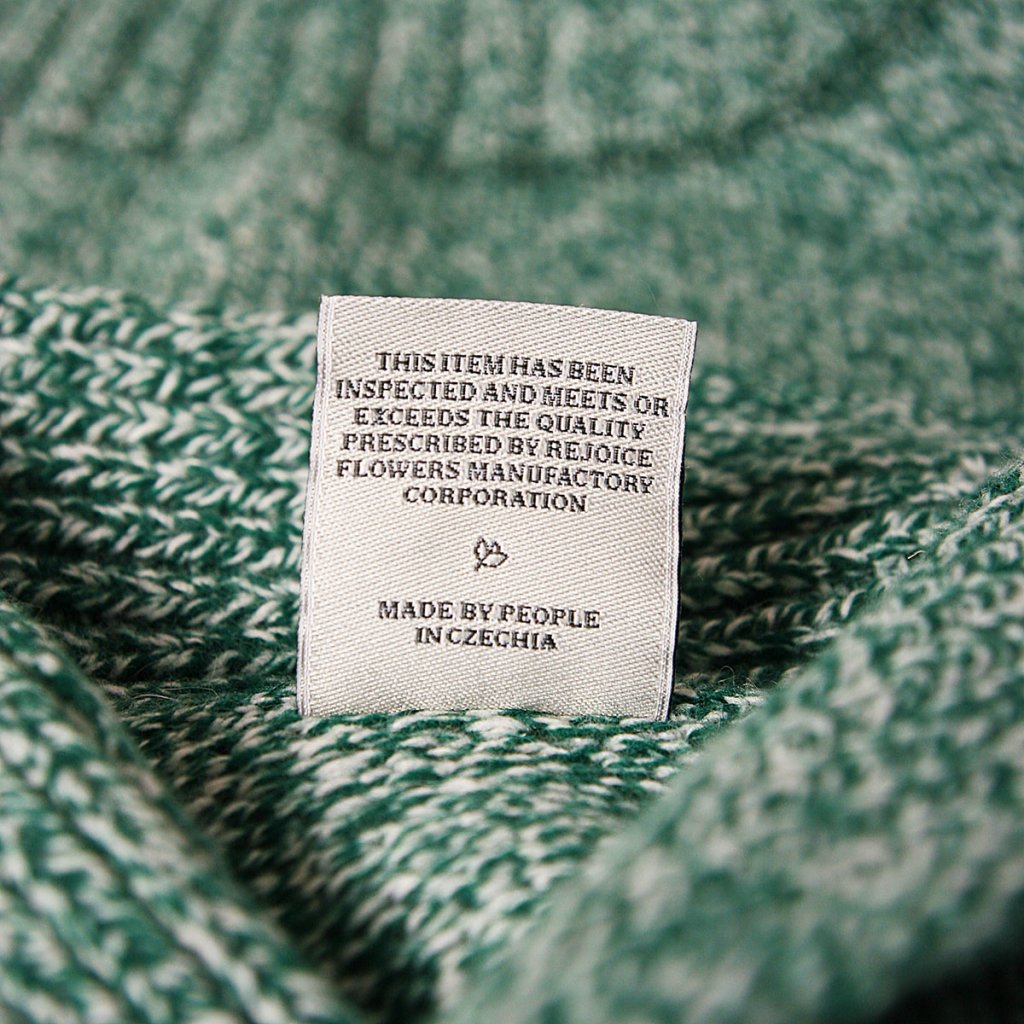 THIS ITEM HAS BEEN
INSPECTED AND MEETS OR
EXCEEDS THE QUALITY
PRESCRIBED BY REJOICE
FLOWERS MANUFACTORY
CORPORATION
MADE BY PEOPLE
IN CZECHIA